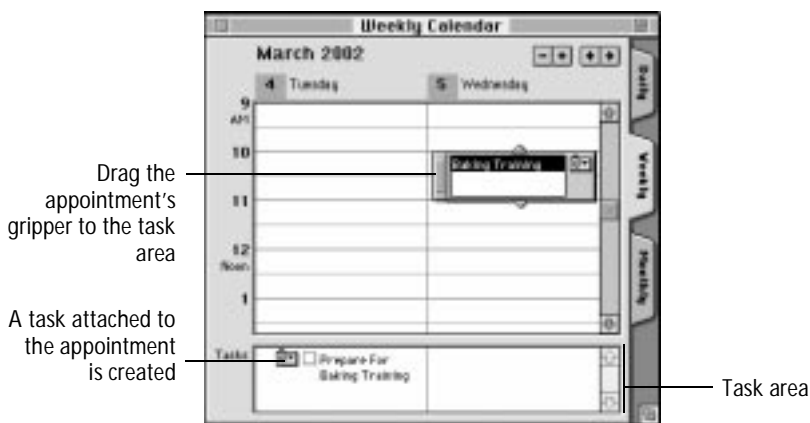 Weekly Calendar
March 2002
4 Tuesday
5 Wednesday
9
AM
10
11
12
Noon
1
Baking Training
Daily
Weekly
Monthly
Drag the
appointment's
gripper to the task
area
A task attached to
the appointment
is created
Tasks
Prepare For
Baking Training
Task area